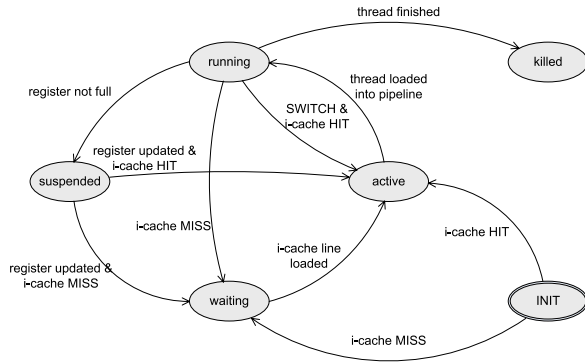 thread finished
running
killed
thread loaded
into pipeline
register not full
SWITCH &
i-cache HIT
register updated &
i-cache HIT
suspended
active
i-cache MISS
i-cache HIT
i-cache line
loaded
register updated &
i-cache MISS
waiting
INIT
i-cache MISS